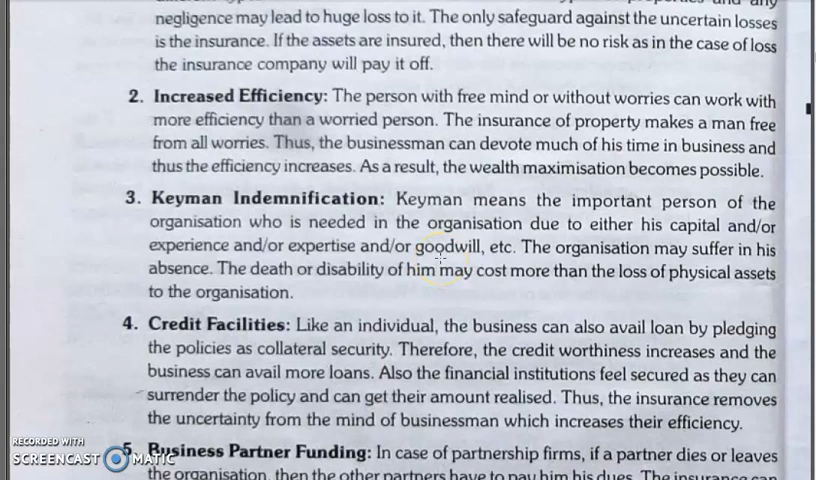 negligence may lead to huge loss to it. The only safeguard against the uncertain losses
is the insurance. If the assets are insured, then there will be no risk as in the case of loss
the insurance company will pay it off.
2. Increased Efficiency: The person with free mind or without worries can work with
more efficiency than a worried person. The insurance of property makes a man free
from all worries. Thus, the businessman can devote much of his time in business and
thus the efficiency increases. As a result, the wealth maximisation becomes possible.
3. Keyman Indemnification: Keyman means the important person of the
organisation who is needed in the organisation due to either his capital and/or
experience and/or expertise and/or goodwill, etc. The organisation may suffer in his
absence. The death or disability of him may cost more than the loss of physical assets
to the organisation.
4. Credit Facilities: Like an individual, the business can also avail loan by pledging
the policies as collateral security. Therefore, the credit worthiness increases and the
business can avail more loans. Also the financial institutions feel secured as they can
surrender the policy and can get their amount realised. Thus, the insurance removes
the uncertainty from the mind of businessman which increases their efficiency.
5. Business Partner Funding: In case of partnership firms, if a partner dies or leaves
the organisation, then the other partners have to pay him his dues. The insurance can
RECORDED WITH
SCREENCAST MATIC